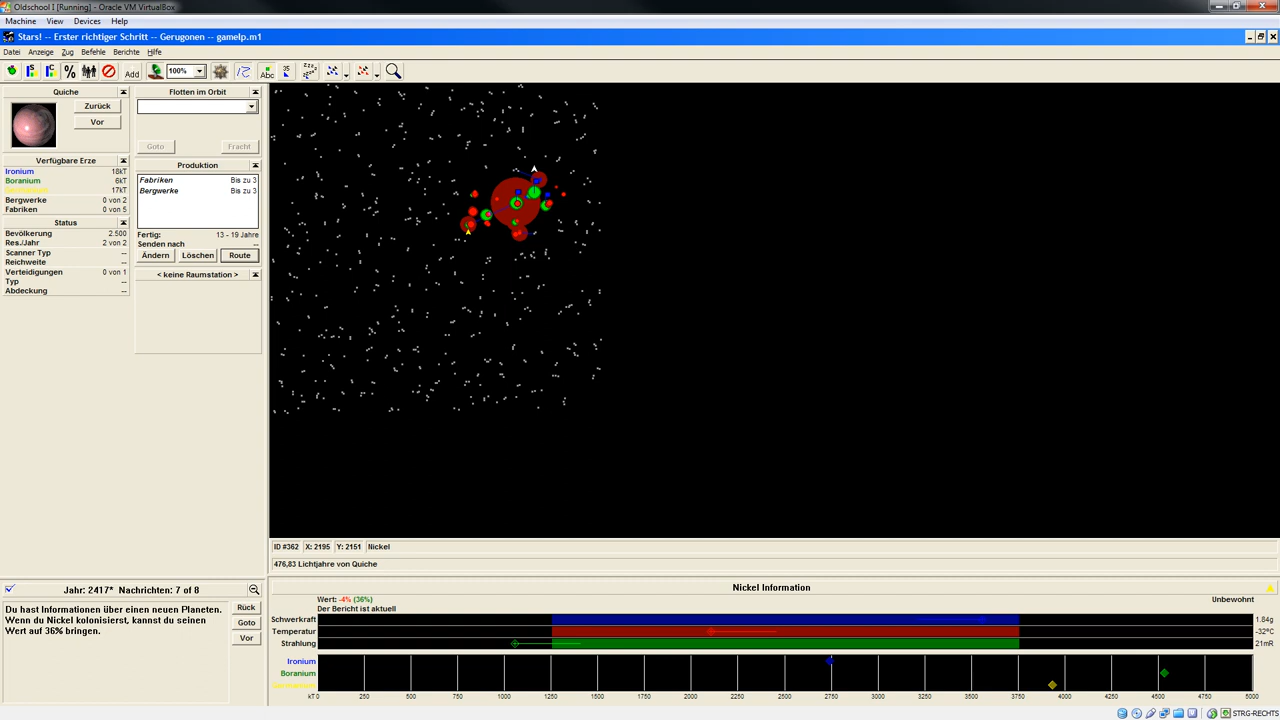 Oldschool I [Running] - Oracle VM VirtualBox
Machine View Devices Help
Stars! -- Erster richtiger Schritt -- Gerugonen -- gamelp.m1
Datei Anzeige Zug Befehle Berichte Hilfe
% Add 100% Abc 35 zzz
Quiche
Zurück
Vor
Verfügbare Erze
Ironium 18kT
Boranium 6kT
17kT
Bergwerke 0 von 2
Fabriken 0 von 5
Status
Bevölkerung 2.500
Res./Jahr 2 von 2
Scanner Typ --
Reichweite --
Verteidigungen 0 von 1
Typ --
Abdeckung --
Flotten im Orbit
Goto Fracht
Produktion
Fabriken Bis zu 3
Bergwerke Bis zu 3
Fertig: 13 - 19 Jahre
Senden nach --
Ändern Löschen Route
< keine Raumstation >
ID #362 X: 2195 Y: 2151 Nickel
476,83 Lichtjahre von Quiche
Jahr: 2417* Nachrichten: 7 of 8
Du hast Informationen über einen neuen Planeten.
Wenn du Nickel kolonisierst, kannst du seinen
Wert auf 36% bringen.
Rück
Goto
Vor
Nickel Information
Wert: -4% (36%) Unbewohnt
Der Bericht ist aktuell
Schwerkraft 1.84g
Temperatur -32°C
Strahlung 21mR
Ironium
Boranium
kT 0 250 500 750 1000 1250 1500 1750 2000 2250 2500 2750 3000 3250 3500 3750 4000 4250 4500 4750 5000
STRG-RECHTS